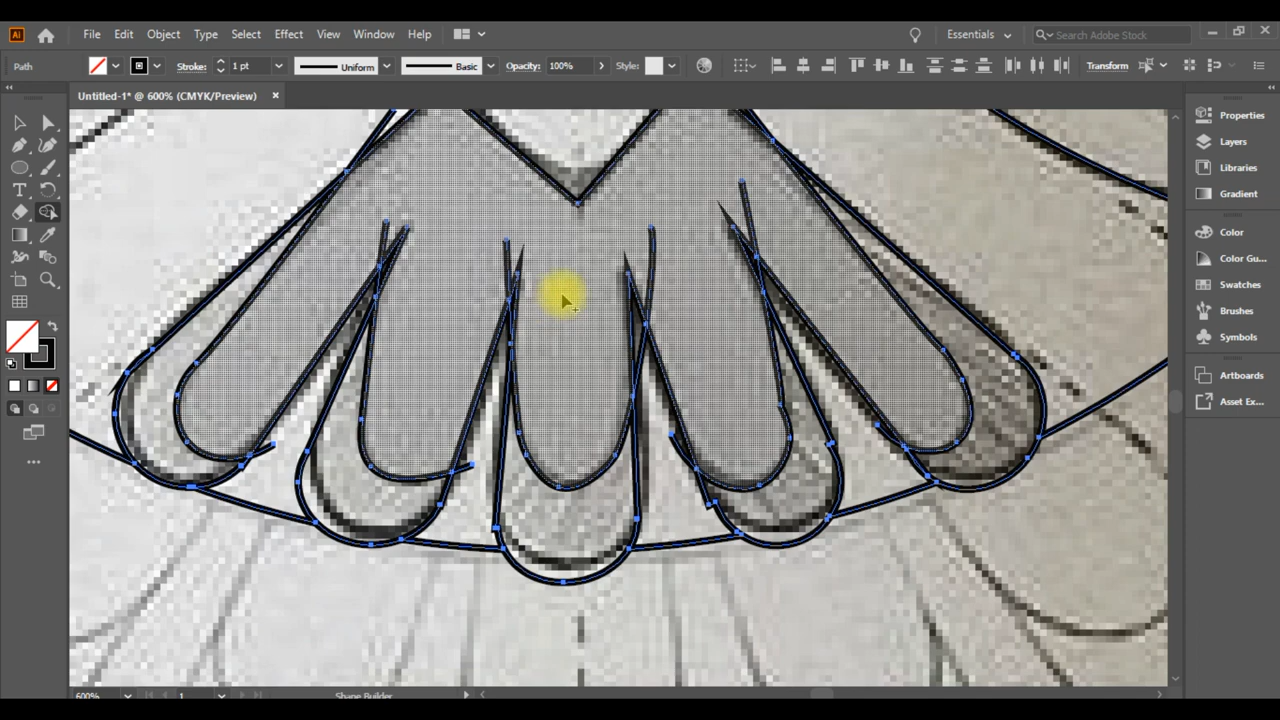 Ai File Edit Object Type Select Effect View Window Help Essentials Search Adobe Stock
Path Stroke: 1 pt Uniform Basic Opacity: 100% Style: Transform
Untitled-1* @ 600% (CMYK/Preview)
Properties
Layers
Libraries
Gradient
Color
Color Gu...
Swatches
Brushes
Symbols
Artboards
Asset Ex...
600% 1 Shape Builder